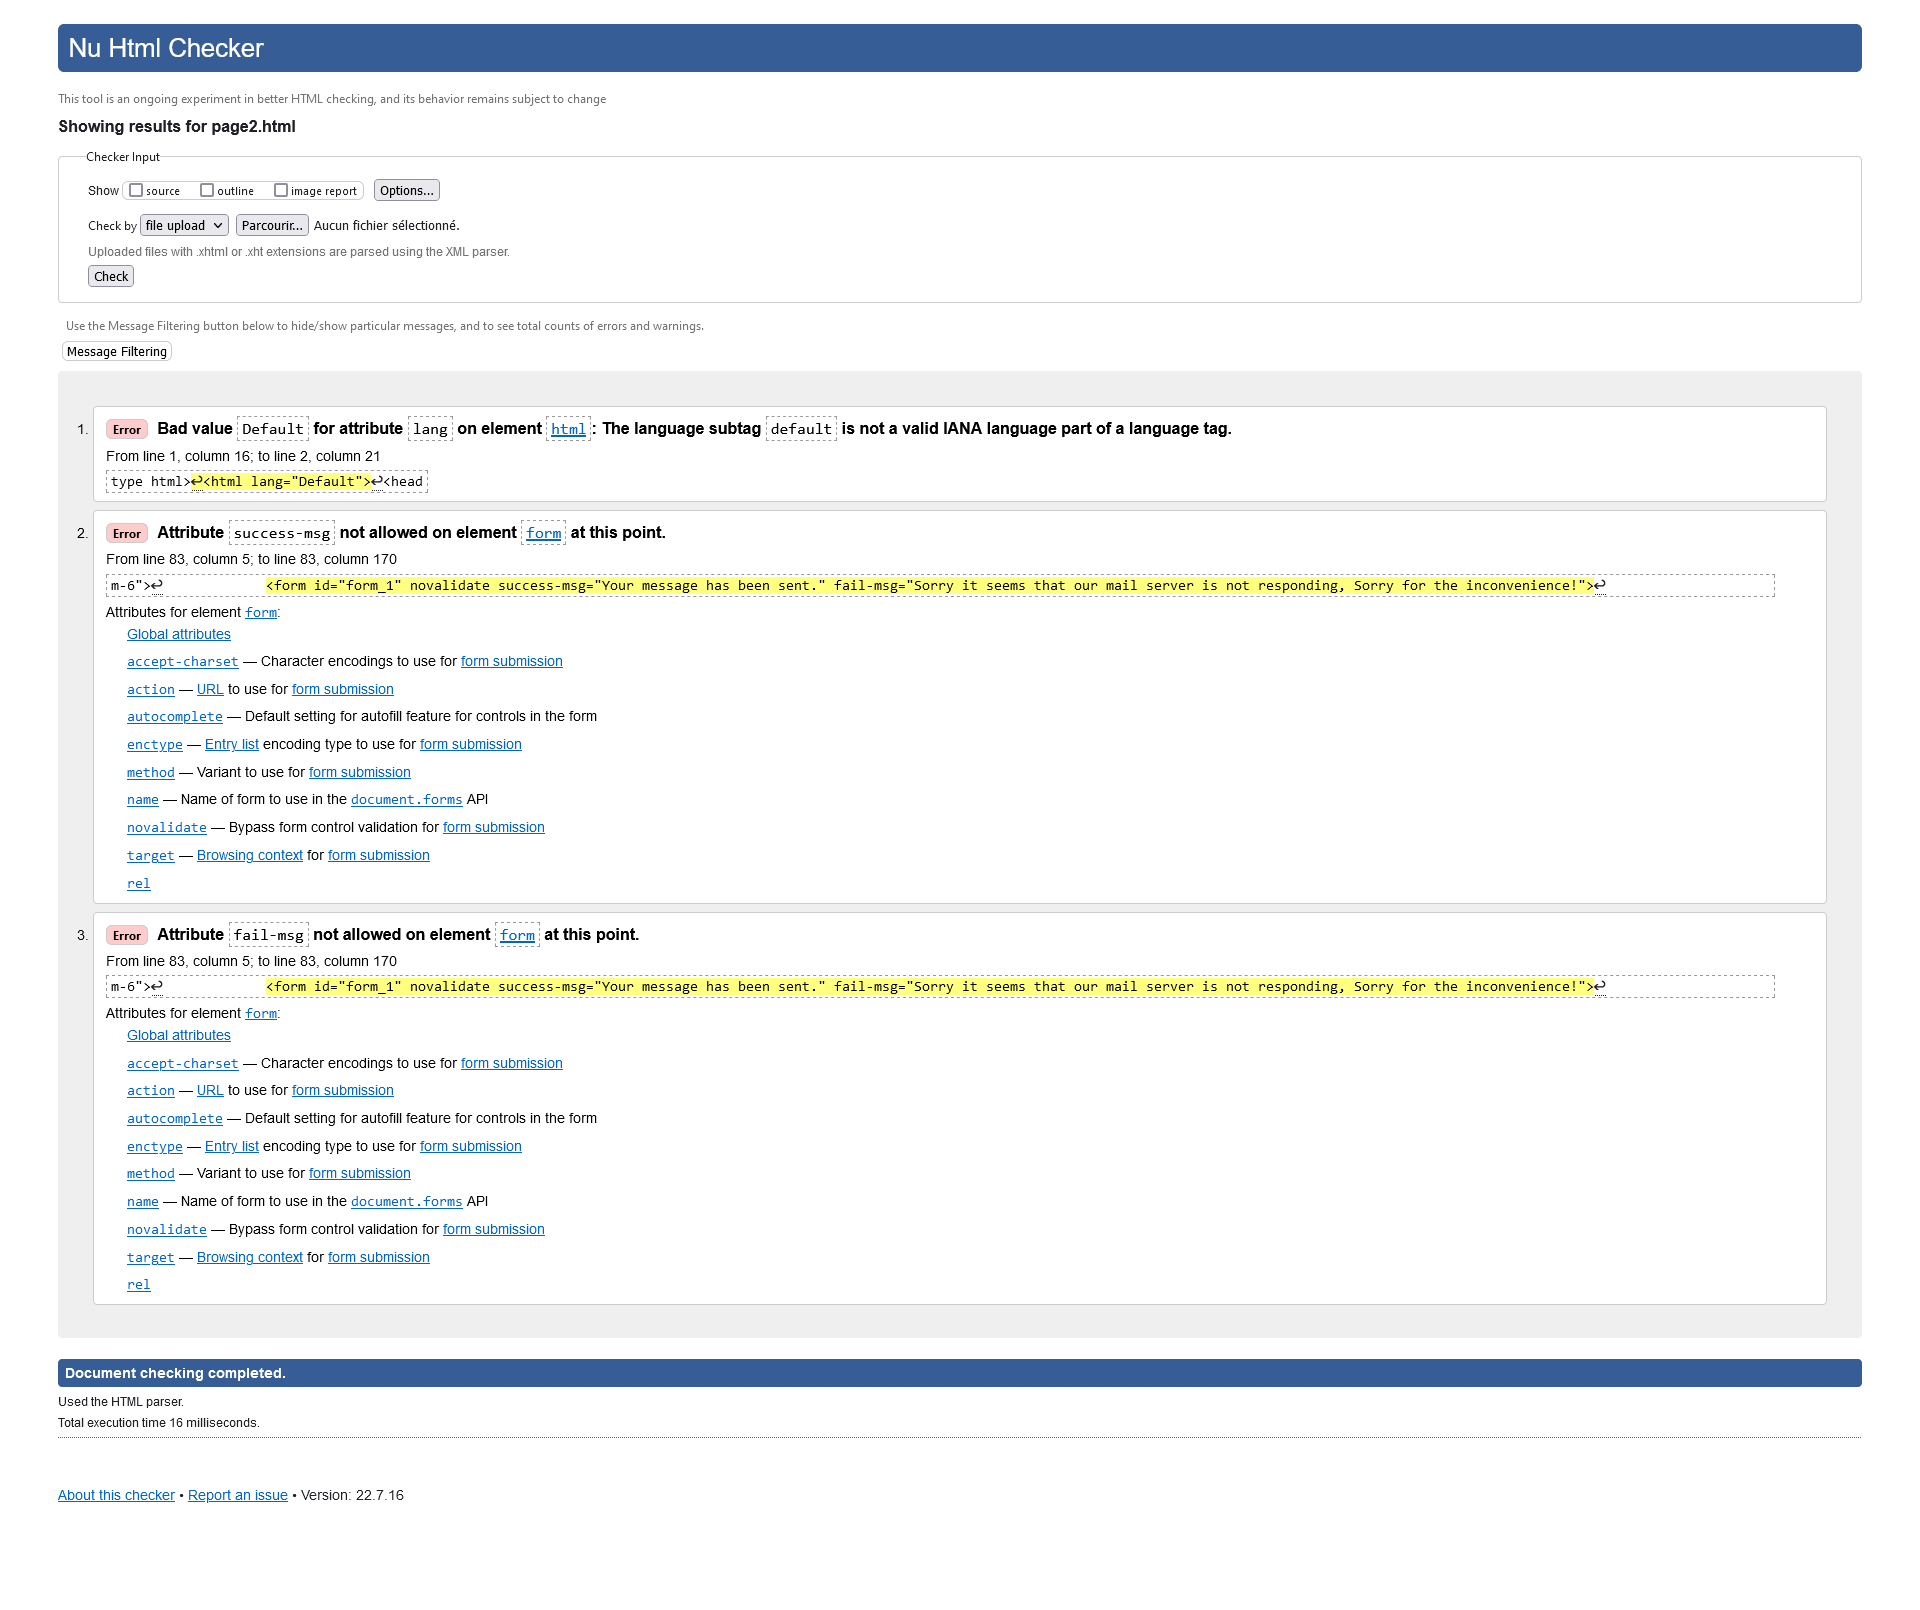 Nu Html Checker
This tool is an ongoing experiment in better HTML checking, and its behavior remains subject to change
Showing results for page2.html
Checker Input
Show source outline image report Options...
Check by file upload Parcourir... Aucun fichier sélectionné.
Uploaded files with .xhtml or .xht extensions are parsed using the XML parser.
Check
Use the Message Filtering button below to hide/show particular messages, and to see total counts of errors and warnings.
Message Filtering
1. Error Bad value Default for attribute lang on element html: The language subtag default is not a valid IANA language part of a language tag.
From line 1, column 16; to line 2, column 21
type html>↩<html lang="Default">↩<head
2. Error Attribute success-msg not allowed on element form at this point.
From line 83, column 5; to line 83, column 170
m-6">↩ <form id="form_1" novalidate success-msg="Your message has been sent." fail-msg="Sorry it seems that our mail server is not responding, Sorry for the inconvenience!">↩
Attributes for element form:
Global attributes
accept-charset — Character encodings to use for form submission
action — URL to use for form submission
autocomplete — Default setting for autofill feature for controls in the form
enctype — Entry list encoding type to use for form submission
method — Variant to use for form submission
name — Name of form to use in the document.forms API
novalidate — Bypass form control validation for form submission
target — Browsing context for form submission
rel
3. Error Attribute fail-msg not allowed on element form at this point.
From line 83, column 5; to line 83, column 170
m-6">↩ <form id="form_1" novalidate success-msg="Your message has been sent." fail-msg="Sorry it seems that our mail server is not responding, Sorry for the inconvenience!">↩
Attributes for element form:
Global attributes
accept-charset — Character encodings to use for form submission
action — URL to use for form submission
autocomplete — Default setting for autofill feature for controls in the form
enctype — Entry list encoding type to use for form submission
method — Variant to use for form submission
name — Name of form to use in the document.forms API
novalidate — Bypass form control validation for form submission
target — Browsing context for form submission
rel
Document checking completed.
Used the HTML parser.
Total execution time 16 milliseconds.
About this checker • Report an issue • Version: 22.7.16